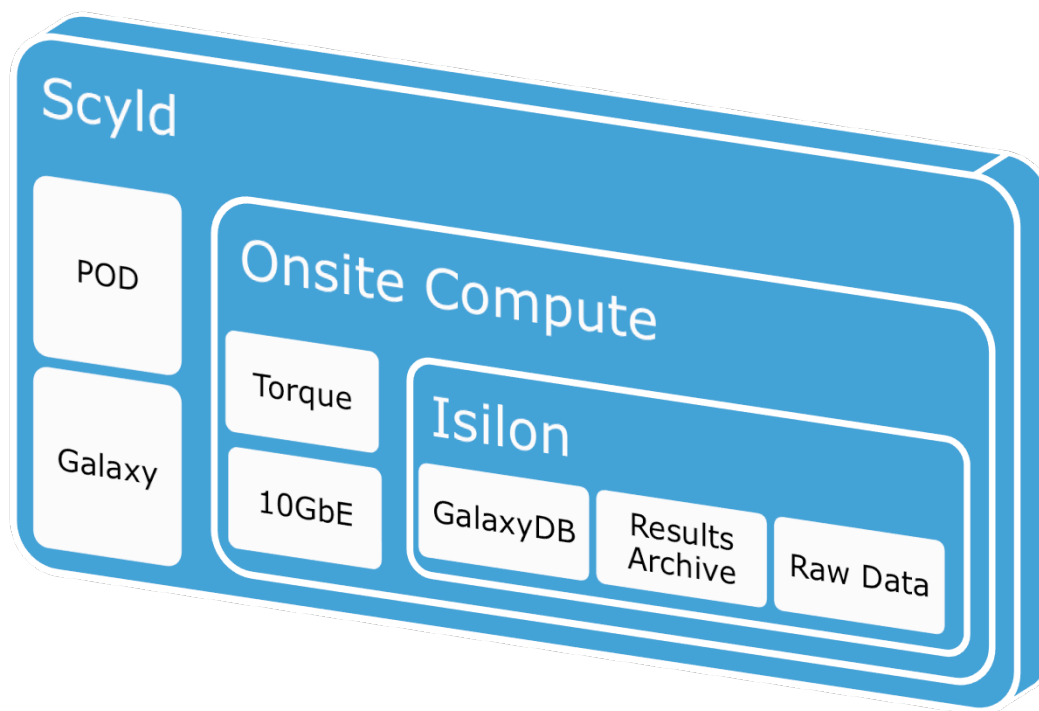 Scyld
POD
Galaxy
Onsite Compute
Torque
10GbE
Isilon
GalaxyDB
Results
Archive
Raw Data